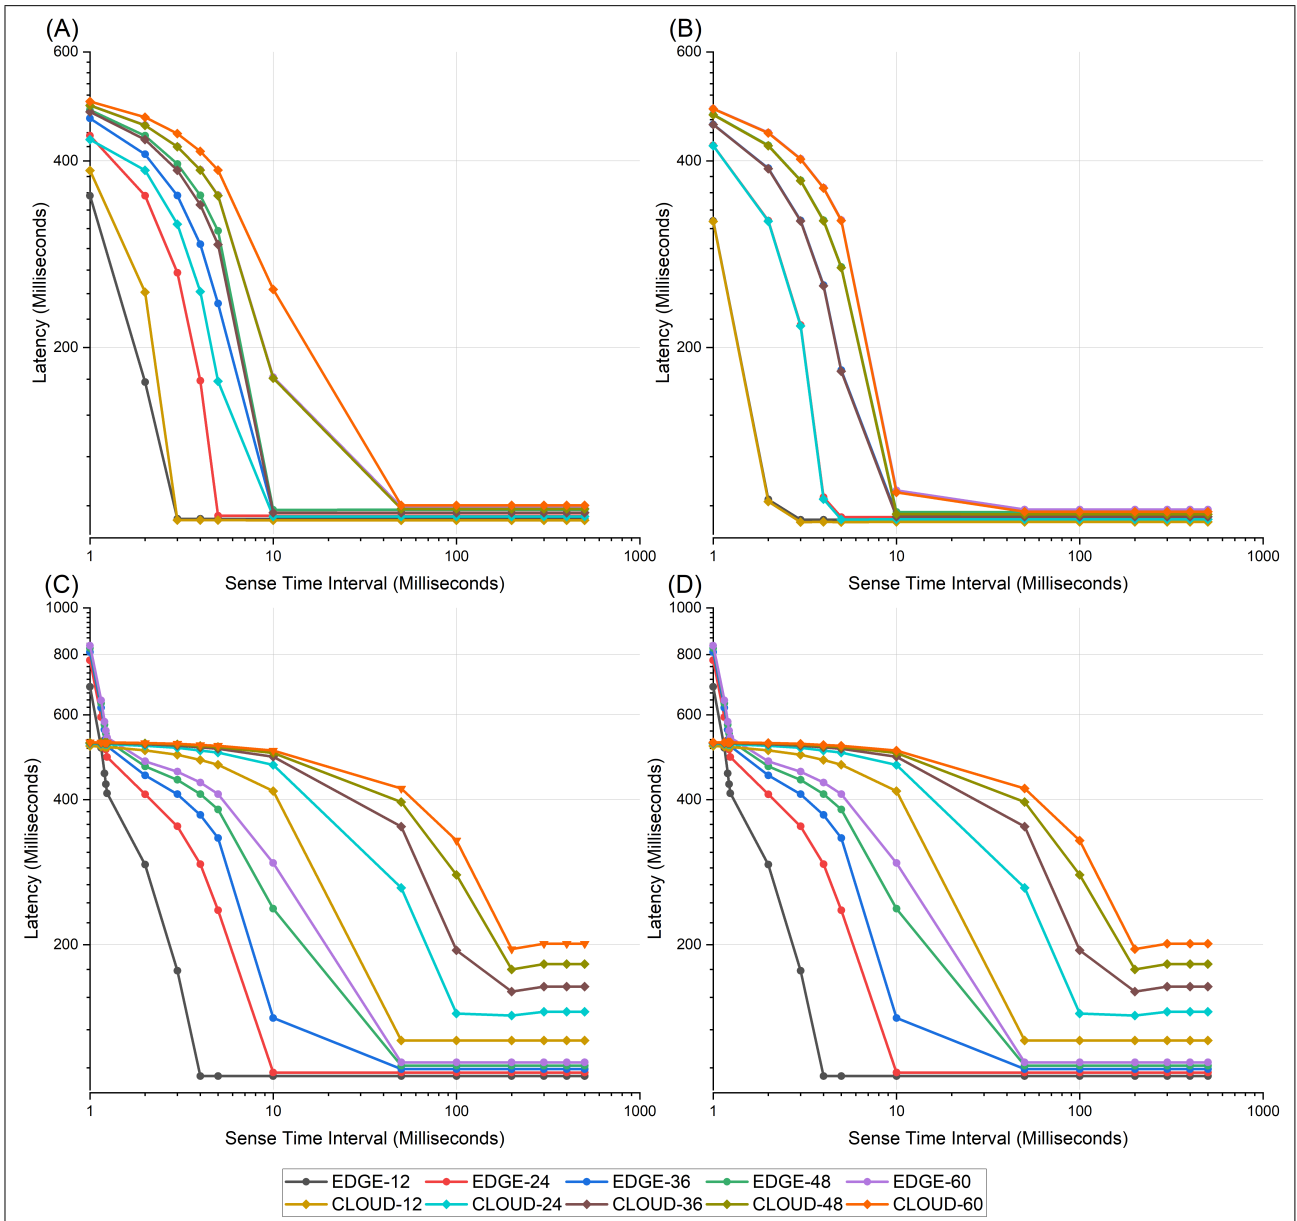 (A)
600
400
200
Latency (Milliseconds)
1
10
100
1000
Sense Time Interval (Milliseconds)
(B)
600
400
200
Latency (Milliseconds)
1
10
100
1000
Sense Time Interval (Milliseconds)
(C)
1000
800
600
400
200
Latency (Milliseconds)
1
10
100
1000
Sense Time Interval (Milliseconds)
(D)
1000
800
600
400
200
Latency (Milliseconds)
1
10
100
1000
Sense Time Interval (Milliseconds)
EDGE-12 EDGE-24 EDGE-36 EDGE-48 EDGE-60
CLOUD-12 CLOUD-24 CLOUD-36 CLOUD-48 CLOUD-60